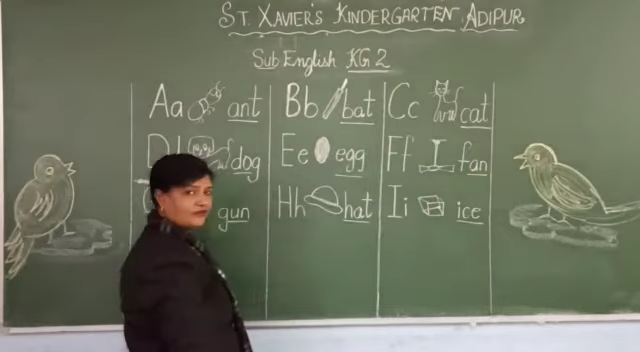 ST. XAVIER'S KINDERGARTEN ADIPUR
Sub English KG 2
Aa ant Bb bat Cc cat
D dog Ee egg Ff fan
gun Hh hat Ii ice